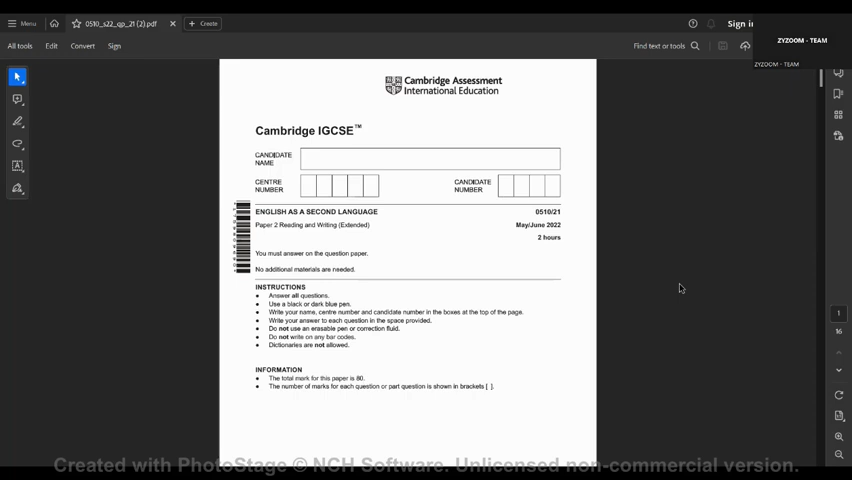 Menu
0510_s22_qp_21 (2).pdf
Create
Sign in
All tools
Edit
Convert
Sign
Find text or tools
ZYZOOM - TEAM
ZYZOOM - TEAM
Cambridge Assessment
International Education
Cambridge IGCSE™
CANDIDATE
NAME
CENTRE
NUMBER
CANDIDATE
NUMBER
ENGLISH AS A SECOND LANGUAGE 0510/21
Paper 2 Reading and Writing (Extended) May/June 2022
2 hours
You must answer on the question paper.
No additional materials are needed.
INSTRUCTIONS
• Answer all questions.
• Use a black or dark blue pen.
• Write your name, centre number and candidate number in the boxes at the top of the page.
• Write your answer to each question in the space provided.
• Do not use an erasable pen or correction fluid.
• Do not write on any bar codes.
• Dictionaries are not allowed.
INFORMATION
• The total mark for this paper is 80.
• The number of marks for each question or part question is shown in brackets [ ].
1
16
Created with PhotoStage © NCH Software. Unlicensed non-commercial version.